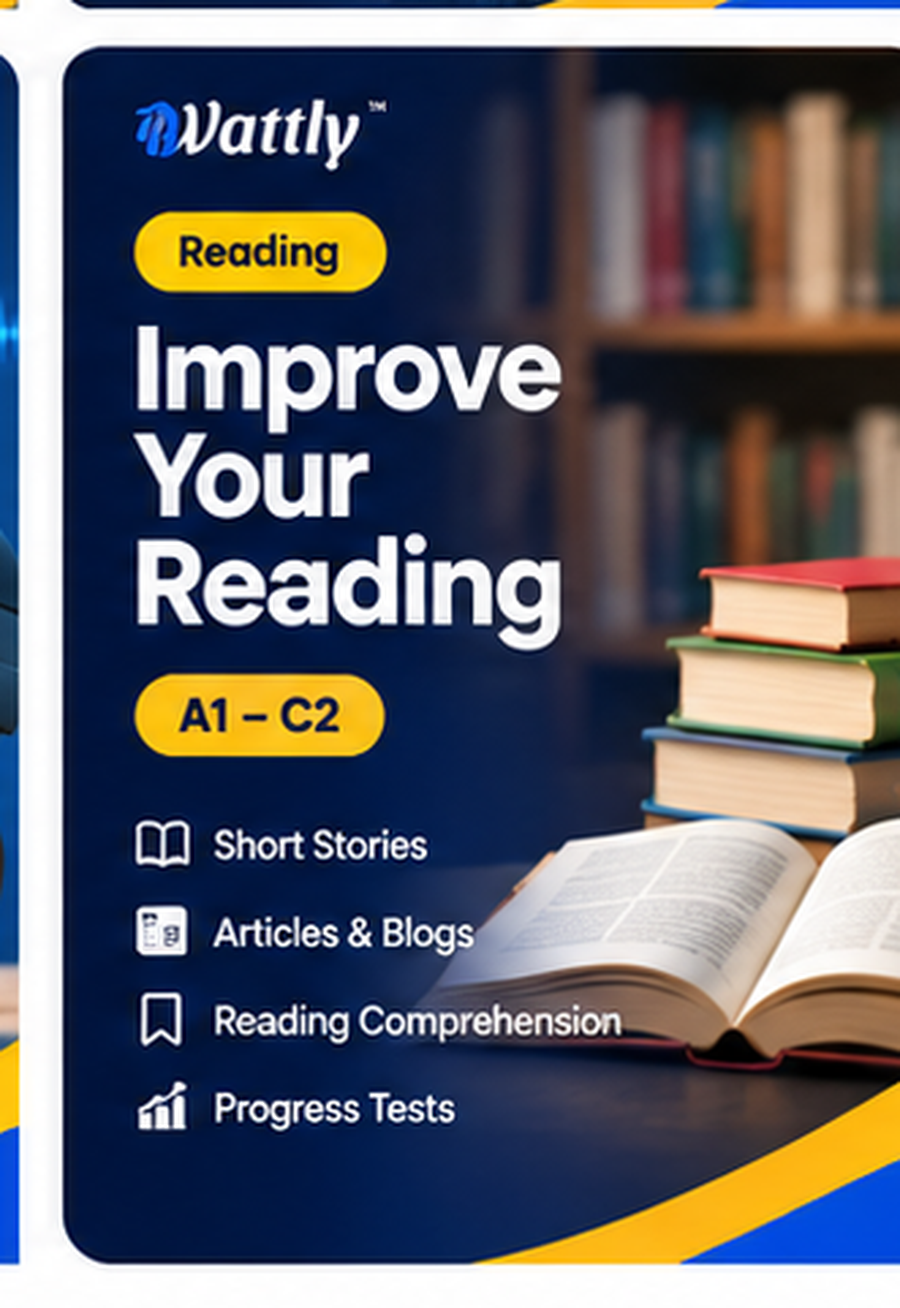 Wattly™
Reading
Improve
Your
Reading
A1 – C2
Short Stories
Articles & Blogs
Reading Comprehension
Progress Tests